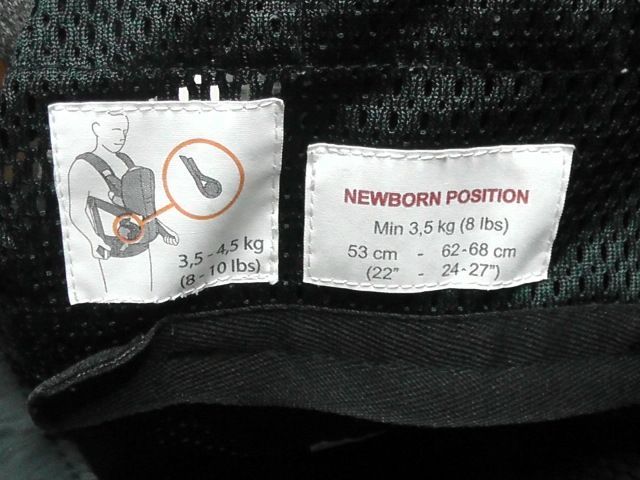 3,5 - 4,5 kg
(8 - 10 lbs)
NEWBORN POSITION
Min 3,5 kg (8 lbs)
53 cm - 62-68 cm
(22" - 24-27")